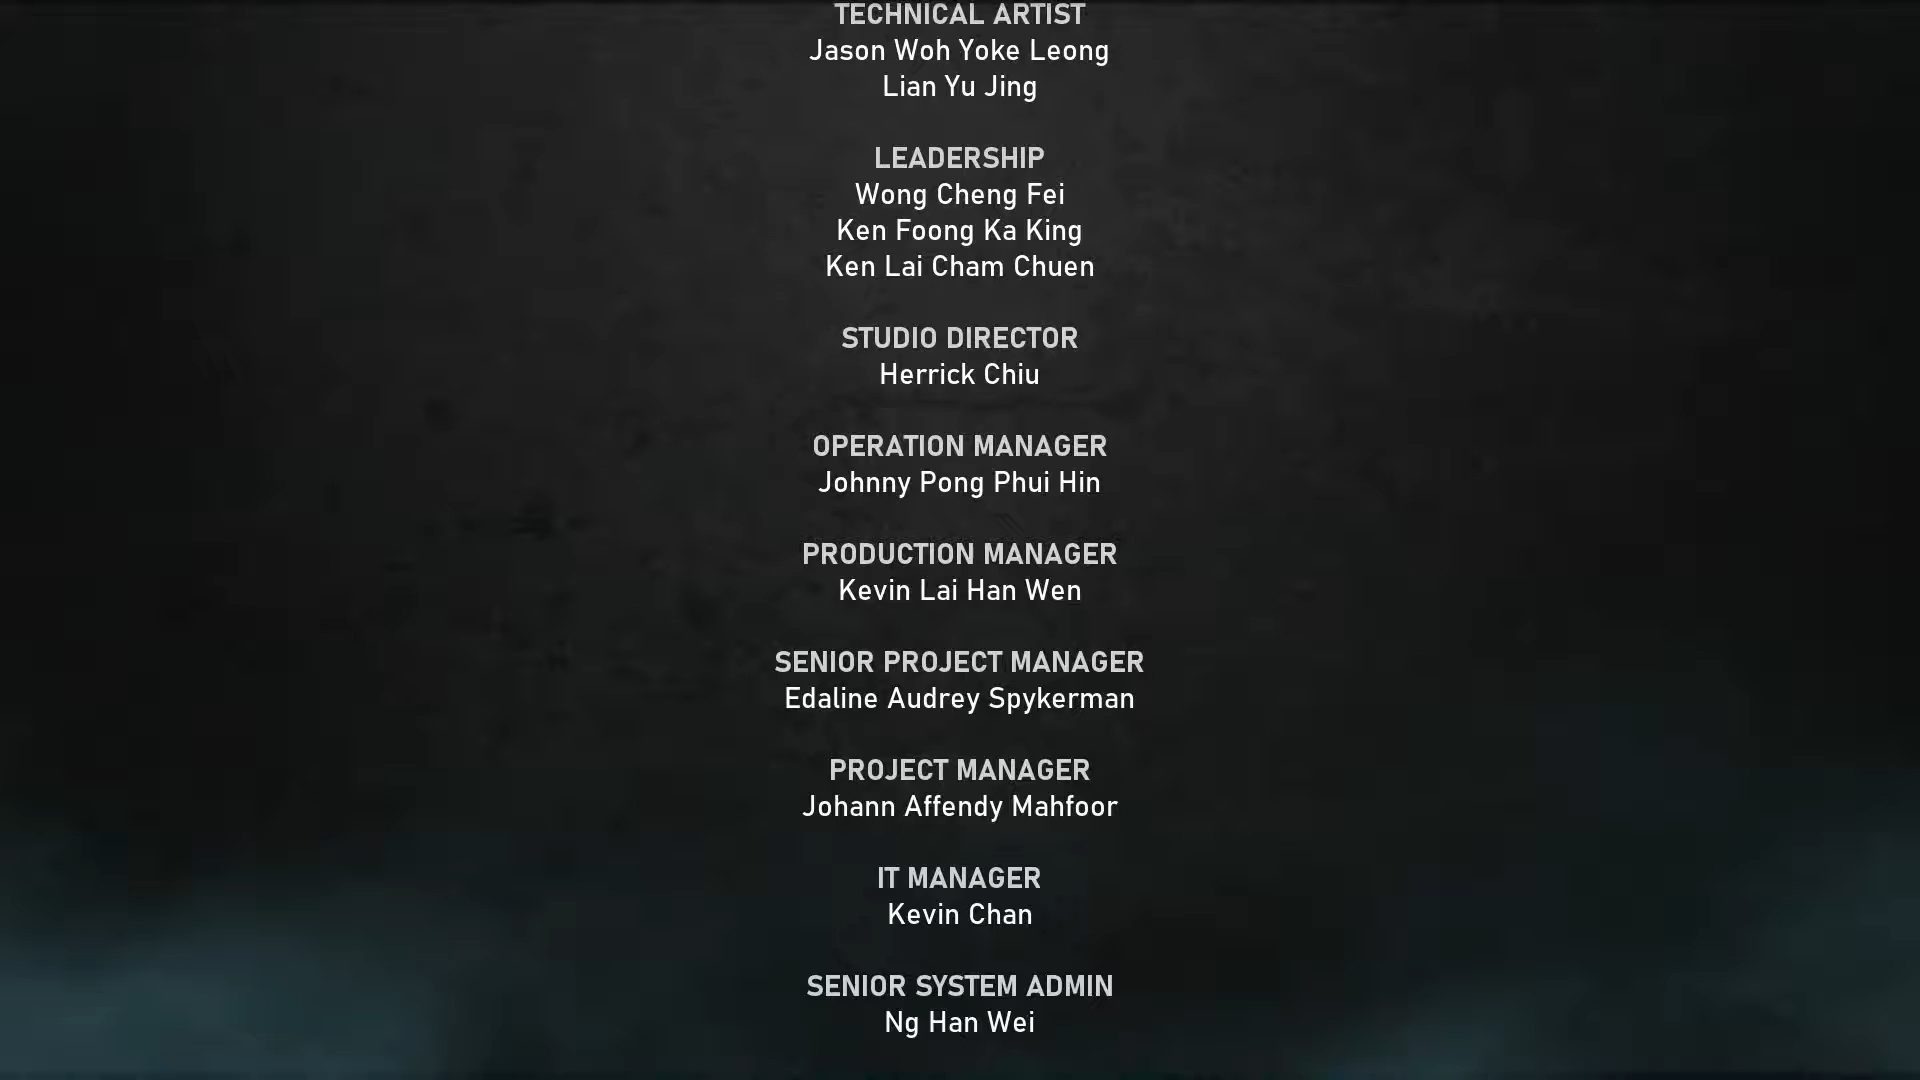 TECHNICAL ARTIST
Jason Woh Yoke Leong
Lian Yu Jing
LEADERSHIP
Wong Cheng Fei
Ken Foong Ka King
Ken Lai Cham Chuen
STUDIO DIRECTOR
Herrick Chiu
OPERATION MANAGER
Johnny Pong Phui Hin
PRODUCTION MANAGER
Kevin Lai Han Wen
SENIOR PROJECT MANAGER
Edaline Audrey Spykerman
PROJECT MANAGER
Johann Affendy Mahfoor
IT MANAGER
Kevin Chan
SENIOR SYSTEM ADMIN
Ng Han Wei